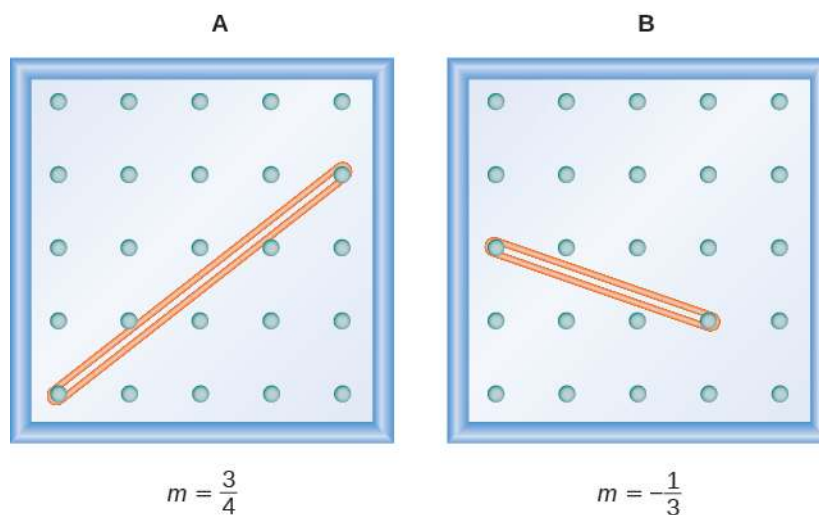 A
B
m = 3/4
m = -1/3